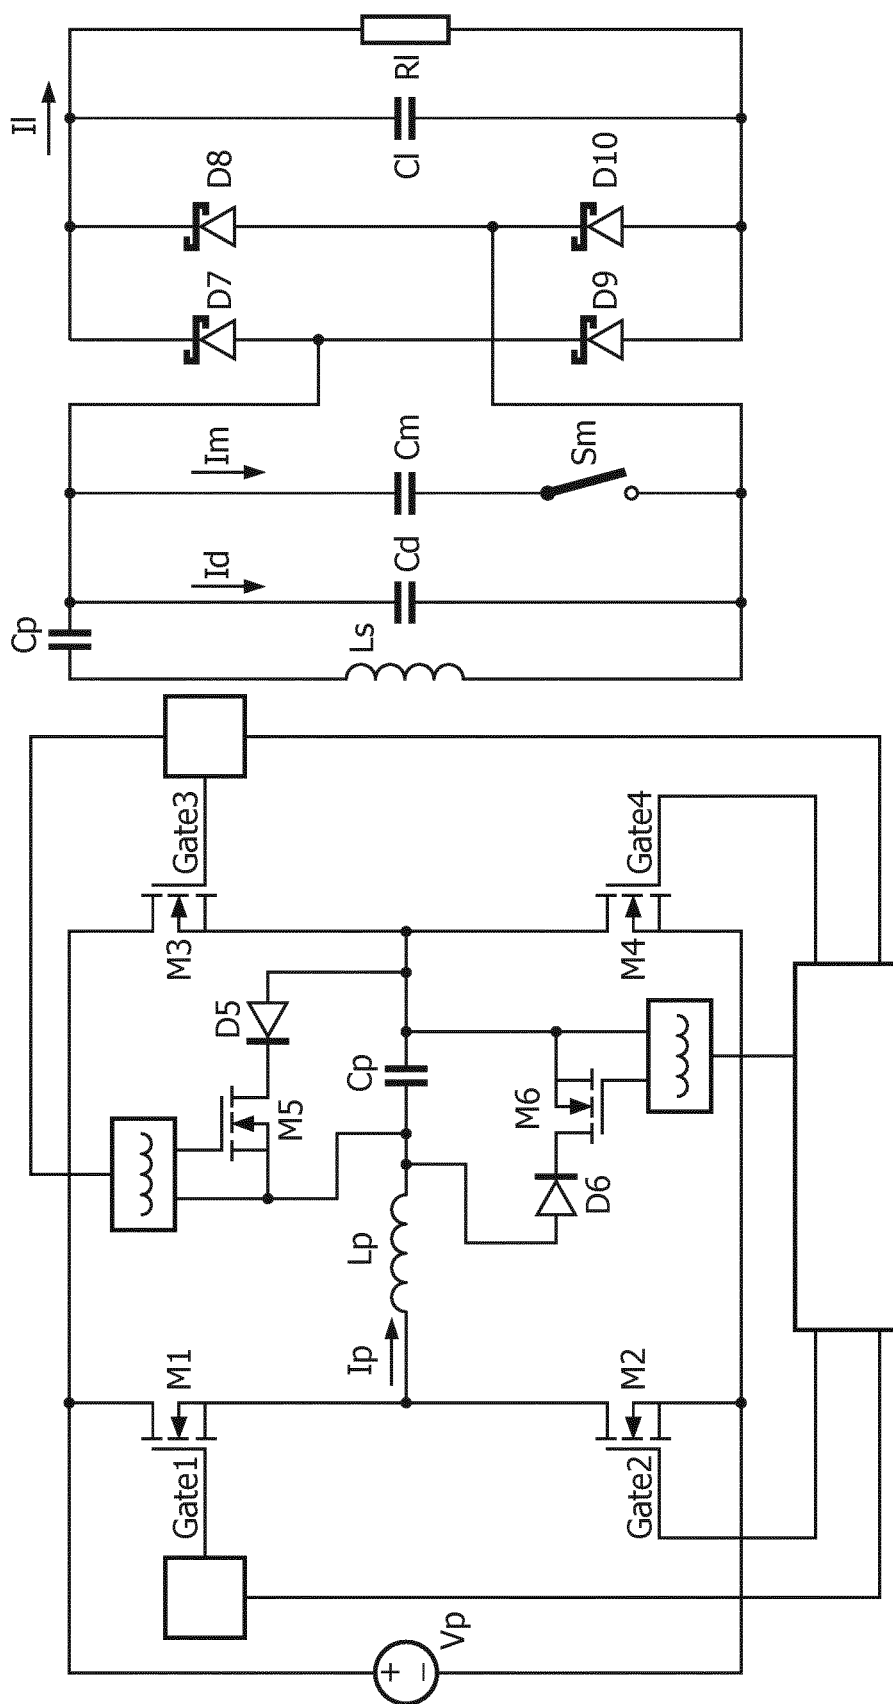 Vp
+
−
Gate1
M1
Gate2
M2
Ip
Lp
Cp
M5
D5
D6
M6
M3
Gate3
M4
Gate4
Cp
Ls
Id
Cd
Im
Cm
Sm
D7
D8
D9
D10
Il
Cl
Rl